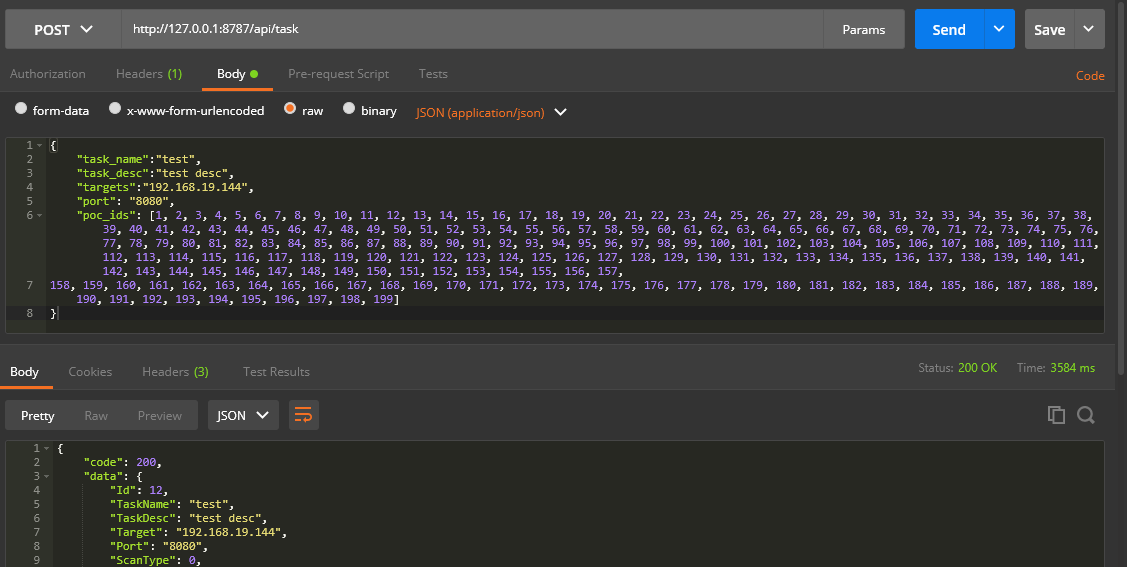 POST http://127.0.0.1:8787/api/task Params Send Save
Authorization Headers (1) Body Pre-request Script Tests Code
form-data x-www-form-urlencoded raw binary JSON (application/json)
1 {
2 "task_name":"test",
3 "task_desc":"test desc",
4 "targets":"192.168.19.144",
5 "port": "8080",
6 "poc_ids": [1, 2, 3, 4, 5, 6, 7, 8, 9, 10, 11, 12, 13, 14, 15, 16, 17, 18, 19, 20, 21, 22, 23, 24, 25, 26, 27, 28, 29, 30, 31, 32, 33, 34, 35, 36, 37, 38,
39, 40, 41, 42, 43, 44, 45, 46, 47, 48, 49, 50, 51, 52, 53, 54, 55, 56, 57, 58, 59, 60, 61, 62, 63, 64, 65, 66, 67, 68, 69, 70, 71, 72, 73, 74, 75, 76,
77, 78, 79, 80, 81, 82, 83, 84, 85, 86, 87, 88, 89, 90, 91, 92, 93, 94, 95, 96, 97, 98, 99, 100, 101, 102, 103, 104, 105, 106, 107, 108, 109, 110, 111,
112, 113, 114, 115, 116, 117, 118, 119, 120, 121, 122, 123, 124, 125, 126, 127, 128, 129, 130, 131, 132, 133, 134, 135, 136, 137, 138, 139, 140, 141,
142, 143, 144, 145, 146, 147, 148, 149, 150, 151, 152, 153, 154, 155, 156, 157,
7 158, 159, 160, 161, 162, 163, 164, 165, 166, 167, 168, 169, 170, 171, 172, 173, 174, 175, 176, 177, 178, 179, 180, 181, 182, 183, 184, 185, 186, 187, 188, 189,
190, 191, 192, 193, 194, 195, 196, 197, 198, 199]
8 }
Body Cookies Headers (3) Test Results Status: 200 OK Time: 3584 ms
Pretty Raw Preview JSON
1 {
2 "code": 200,
3 "data": {
4 "Id": 12,
5 "TaskName": "test",
6 "TaskDesc": "test desc",
7 "Target": "192.168.19.144",
8 "Port": "8080",
9 "ScanType": 0,